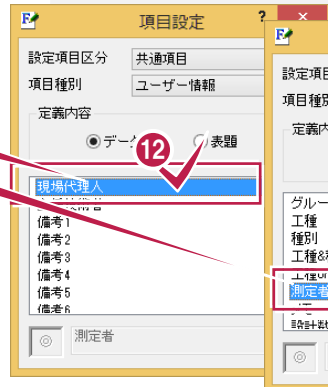 項目設定
?
×
設定項目区分
共通項目
項目種別
ユーザー情報
定義内容
デー
表題
12
現場代理人
備考1
備考2
備考3
備考4
備考5
備考6
測定者
設定項目
項目種別
定義内
グルー
工種
種別
工種&種
測定者